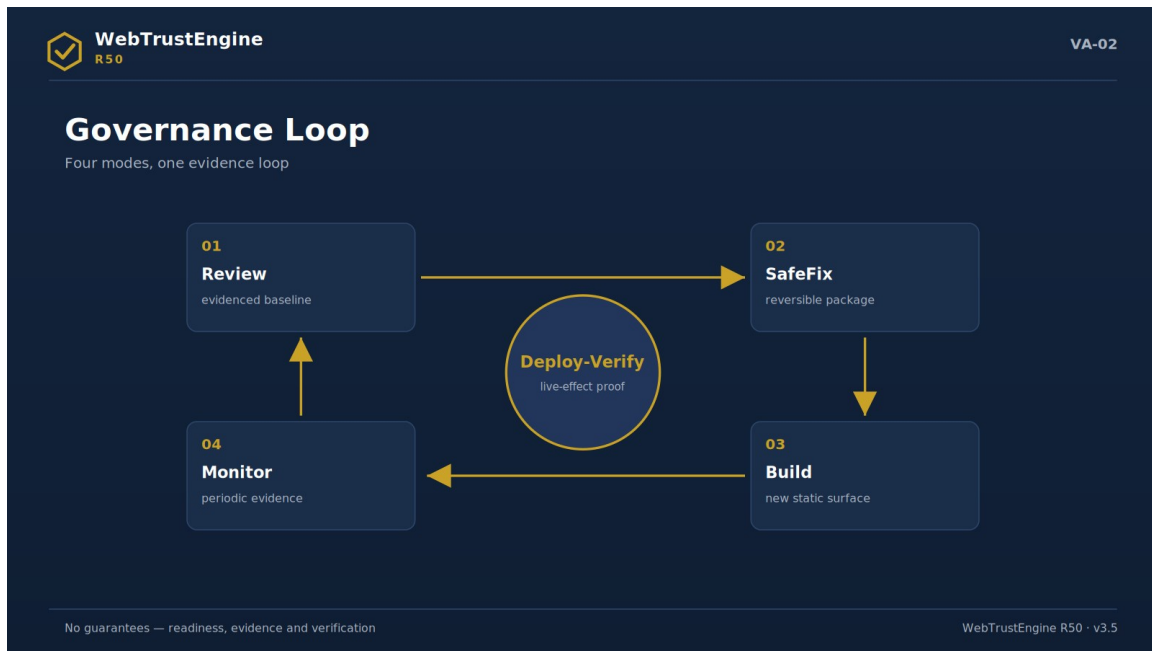 WebTrustEngine
R50
VA-02
Governance Loop
Four modes, one evidence loop
01
Review
evidenced baseline
02
SafeFix
reversible package
Deploy-Verify
live-effect proof
04
Monitor
periodic evidence
03
Build
new static surface
No guarantees — readiness, evidence and verification
WebTrustEngine R50 · v3.5